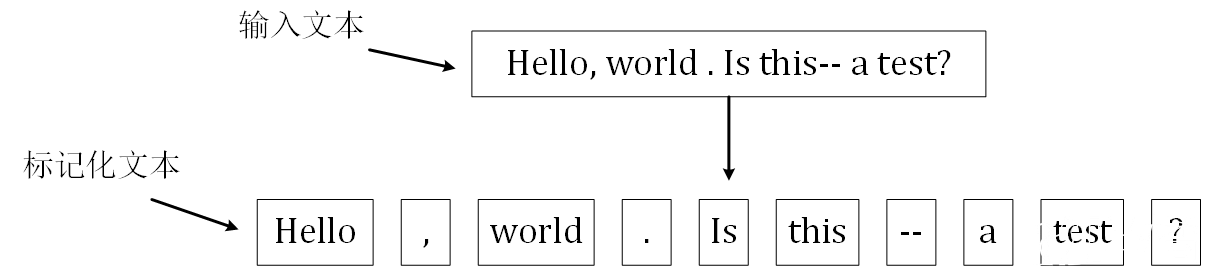 输入文本
Hello, world . Is this-- a test?
标记化文本
Hello , world . Is this -- a test ?